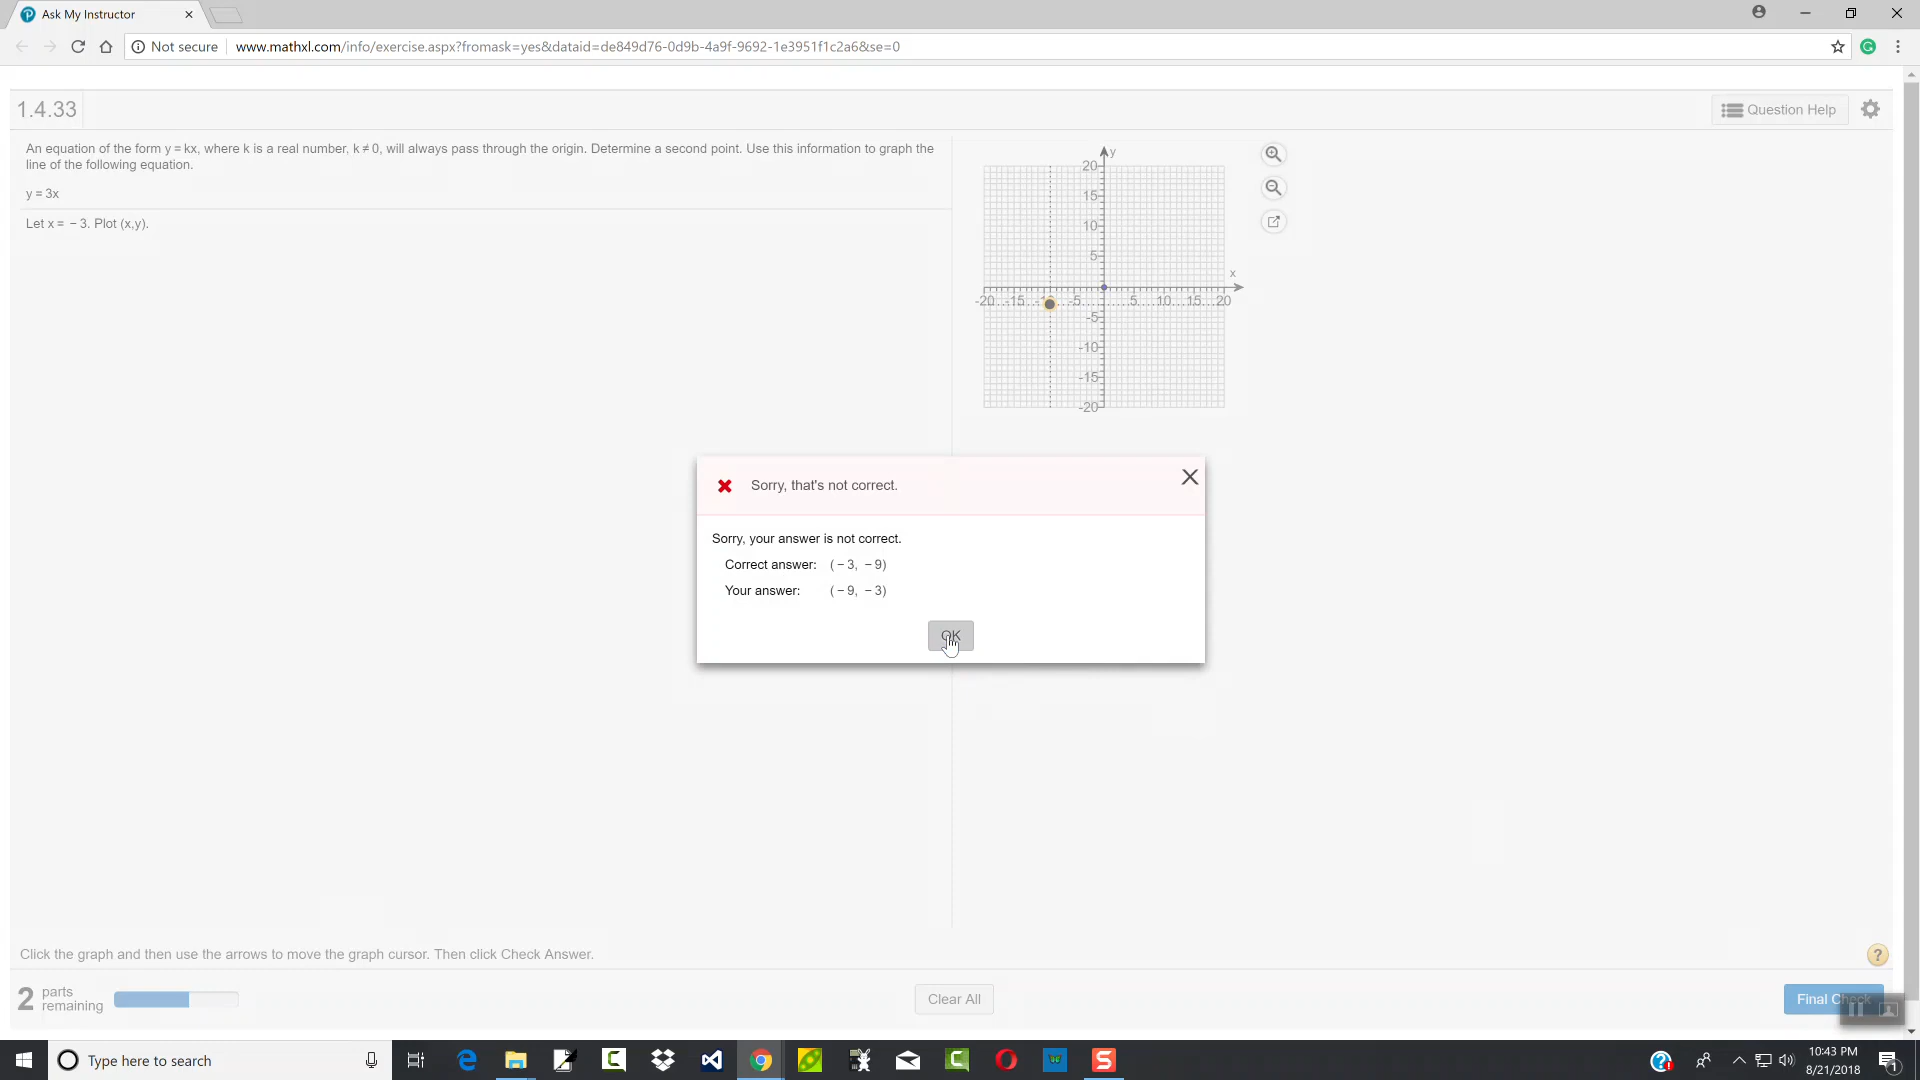 Ask My Instructor
Not secure
www.mathxl.com/info/exercise.aspx?fromask=yes&dataid=de849d76-0d9b-4a9f-9692-1e3951f1c2a6&se=0
1.4.33
Question Help
An equation of the form y = kx, where k is a real number, k ≠ 0, will always pass through the origin. Determine a second point. Use this information to graph the
line of the following equation.
y = 3x
Let x = − 3. Plot (x,y).
y
20
15
10
5
x
-20 -15 -5 5 10 15 20
-5
-10
-15
-20
Sorry, that's not correct.
Sorry, your answer is not correct.
Correct answer: ( − 3, − 9)
Your answer: ( − 9, − 3)
OK
Click the graph and then use the arrows to move the graph cursor. Then click Check Answer.
?
2 parts
remaining
Clear All
Final Check
Type here to search
10:43 PM
8/21/2018